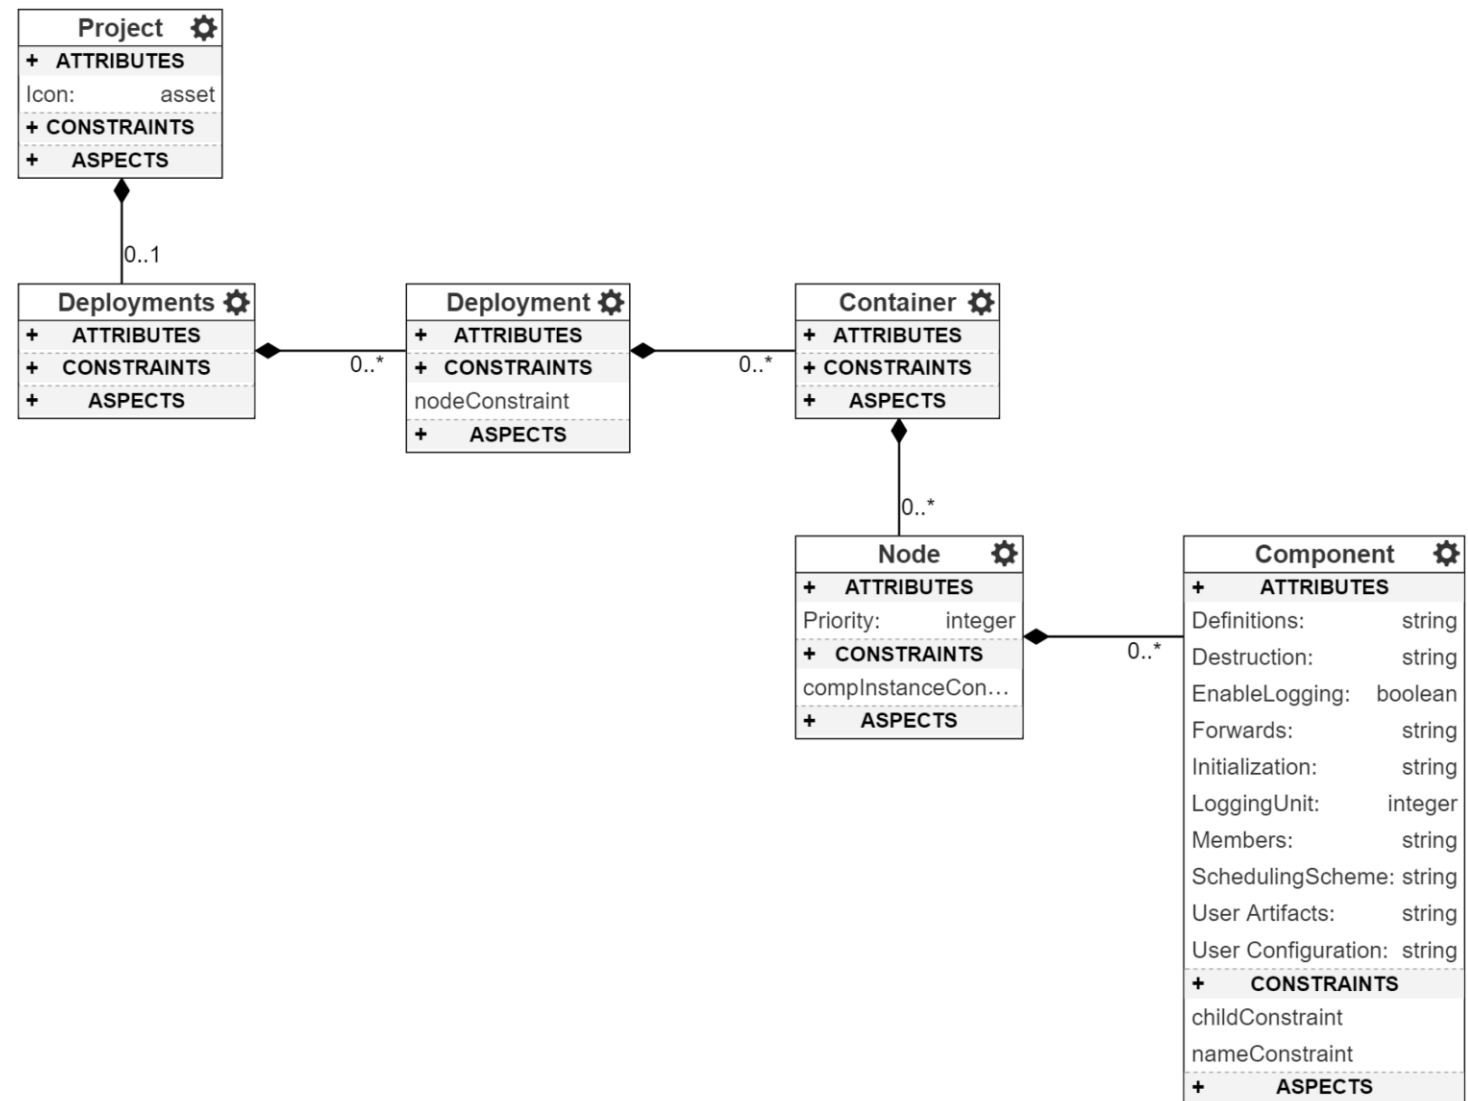 Project
+ ATTRIBUTES
Icon: asset
+ CONSTRAINTS
+ ASPECTS
0..1
Deployments
+ ATTRIBUTES
+ CONSTRAINTS
+ ASPECTS
0..*
Deployment
+ ATTRIBUTES
+ CONSTRAINTS
nodeConstraint
+ ASPECTS
0..*
Container
+ ATTRIBUTES
+ CONSTRAINTS
+ ASPECTS
0..*
Node
+ ATTRIBUTES
Priority: integer
+ CONSTRAINTS
compInstanceCon...
+ ASPECTS
0..*
Component
+ ATTRIBUTES
Definitions: string
Destruction: string
EnableLogging: boolean
Forwards: string
Initialization: string
LoggingUnit: integer
Members: string
SchedulingScheme: string
User Artifacts: string
User Configuration: string
+ CONSTRAINTS
childConstraint
nameConstraint
+ ASPECTS